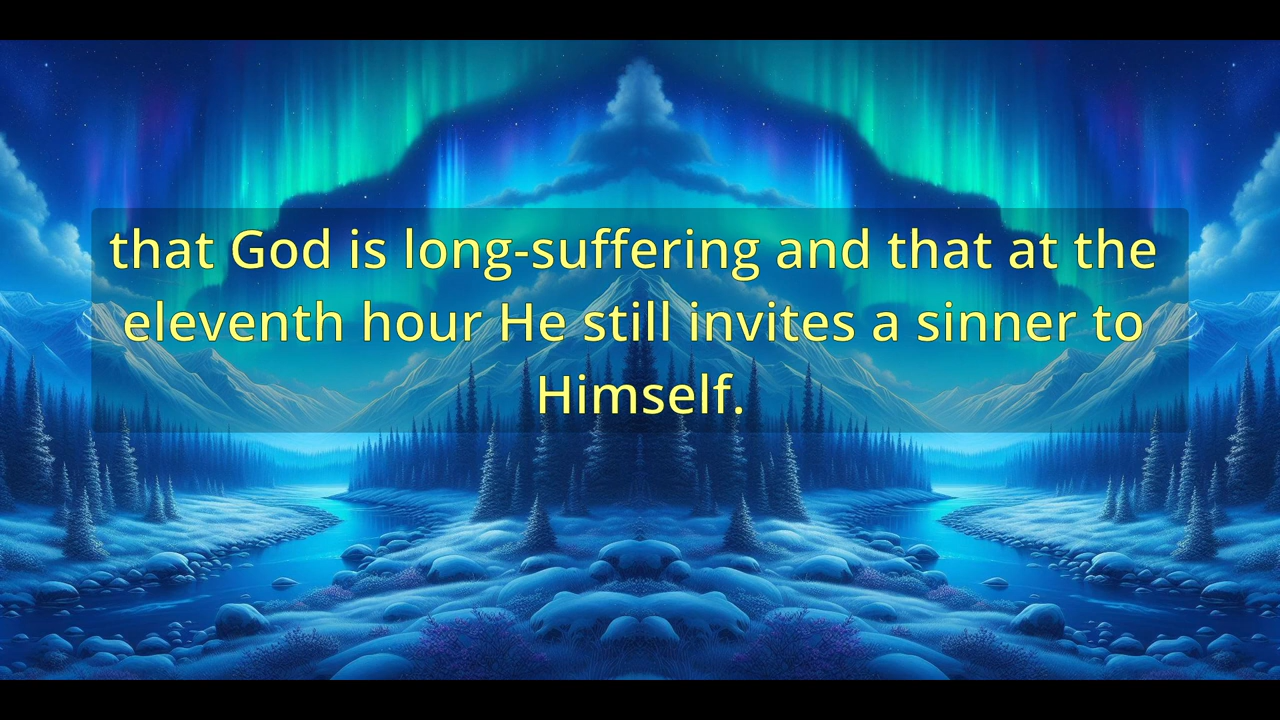 that God is long-suffering and that at the
eleventh hour He still invites a sinner to
Himself.